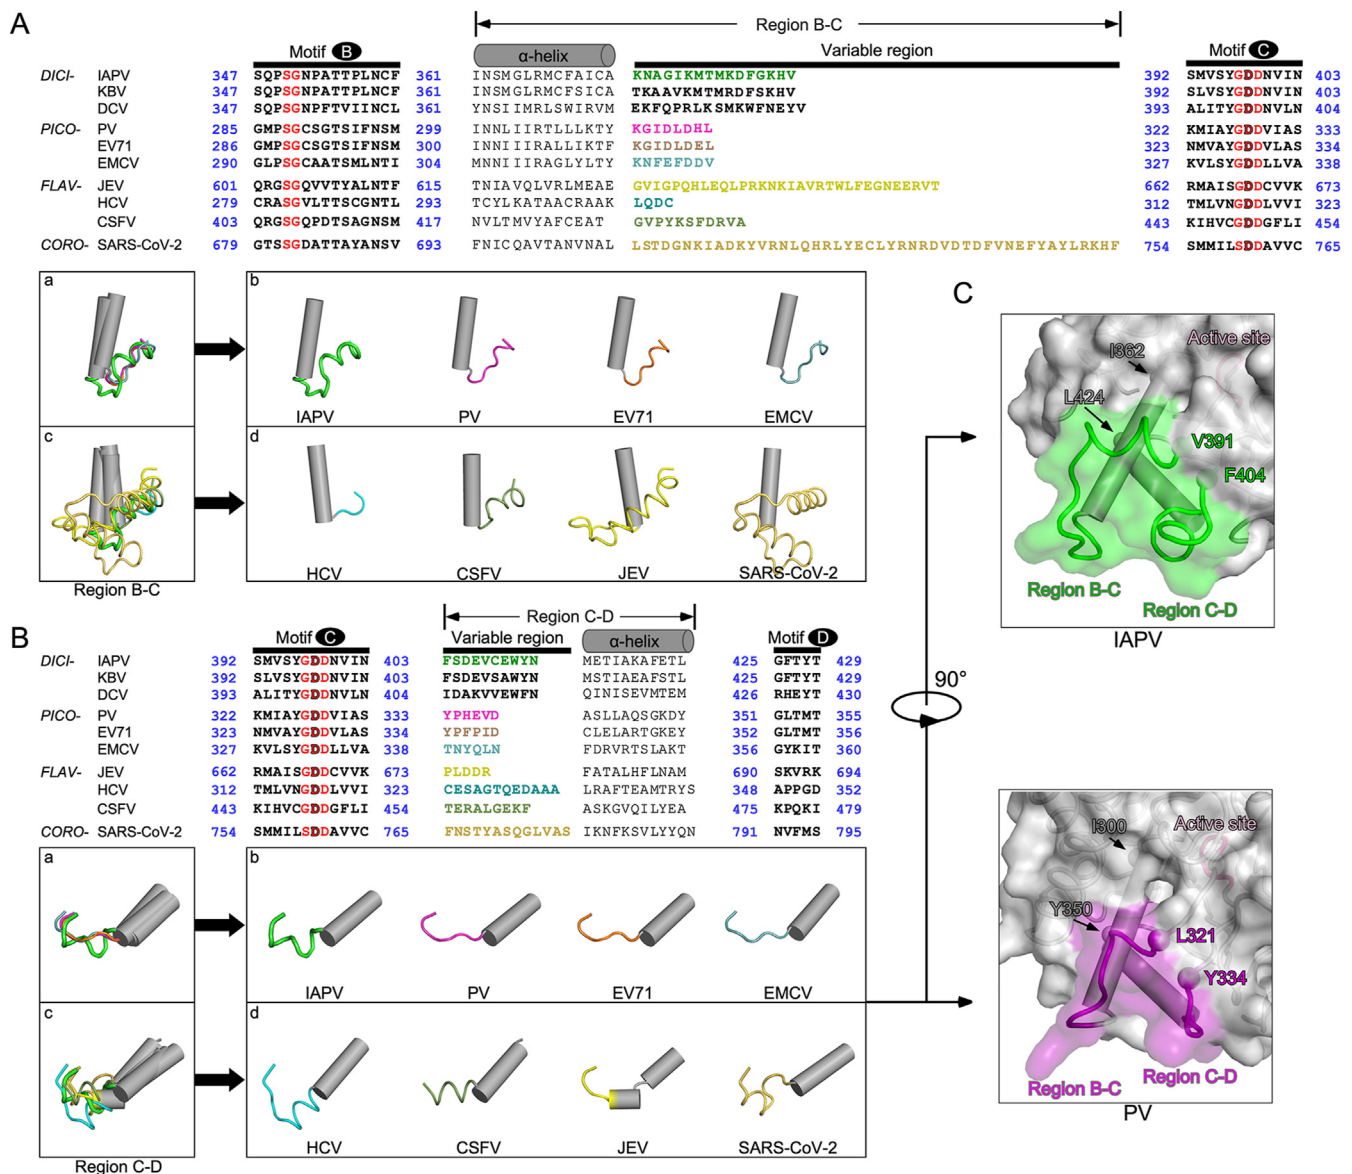 A
Region B-C
Motif B α-helix Variable region Motif C
DICI- IAPV 347 SQPSGNPATTPLNCF 361 INSMGLRMCFAICA KNAGIKMTMKDFGKHV 392 SMVSYGDDNVIN 403
KBV 347 SQPSGNPATTPLNCF 361 INSMGLRMCFSICA TKAAVKMTMRDFSKHV 392 SLVSYGDDNVIN 403
DCV 347 SQPSGNPFTVIINCL 361 YNSIIMRLSWIRVM EKFQPRLKSMKWFNEYV 393 ALITYGDDNVLN 404
PICO- PV 285 GMPSGCSGTSIFNSM 299 INNLIIRTLLLKTY KGIDLDHL 322 KMIAYGDDVIAS 333
EV71 286 GMPSGCSGTSIFNSM 300 INNIIIRALLIKTF KGIDLDEL 323 NMVAYGDDVLAS 334
EMCV 290 GLPSGCAATSMLNTI 304 MNNIIIRAGLYLTY KNFEFDDV 327 KVLSYGDDLLVA 338
FLAV- JEV 601 QRGSGQVVTYALNTF 615 TNIAVQLVRLMEAE GVIGPQHLEQLPRKNKIAVRTWLFEGNEERVT 662 RMAISGDDCVVK 673
HCV 279 CRASGVLTTSCGNTL 293 TCYLKATAACRAAK LQDC 312 TMLVNGDDLVVI 323
CSFV 403 QRGSGQPDTSAGNSM 417 NVLTMVYAFCEAT GVPYKSFDRVA 443 KIHVCGDDGFLI 454
CORO- SARS-CoV-2 679 GTSSGDATTAYANSV 693 FNICQAVTANVNAL LSTDGNKIADKYVRNLQHRLYECLYRNRDVDTDFVNEFYAYLRKHF 754 SMMILSDDAVVC 765
a
b
IAPV PV EV71 EMCV
c
d
HCV CSFV JEV SARS-CoV-2
Region B-C
B
Region C-D
Motif C Variable region α-helix Motif D
DICI- IAPV 392 SMVSYGDDNVIN 403 FSDEVCEWYN METIAKAFETL 425 GFTYT 429
KBV 392 SLVSYGDDNVIN 403 FSDEVSAWYN MSTIAEAFSTL 425 GFTYT 429
DCV 393 ALITYGDDNVLN 404 IDAKVVEWFN QINISEVMTEM 426 RHEYT 430
PICO- PV 322 KMIAYGDDVIAS 333 YPHEVD ASLLAQSGKDY 351 GLTMT 355
EV71 323 NMVAYGDDVLAS 334 YPFPID CLELARTGKEY 352 GLTMT 356
EMCV 327 KVLSYGDDLLVA 338 TNYQLN FDRVRTSLAKT 356 GYKIT 360
FLAV- JEV 662 RMAISGDDCVVK 673 PLDDR FATALHFLNAM 690 SKVRK 694
HCV 312 TMLVNGDDLVVI 323 CESAGTQEDAAA LRAFTEAMTRYS 348 APPGD 352
CSFV 443 KIHVCGDDGFLI 454 TERALGEKF ASKGVQILYEA 475 KPQKI 479
CORO- SARS-CoV-2 754 SMMILSDDAVVC 765 FNSTYASQGLVAS IKNFKSVLYYQN 791 NVFMS 795
a
b
IAPV PV EV71 EMCV
c
d
HCV CSFV JEV SARS-CoV-2
Region C-D
90°
C
Active site
I362
L424
V391
F404
Region B-C
Region C-D
IAPV
Active site
I300
Y350
L321
Y334
Region B-C
Region C-D
PV